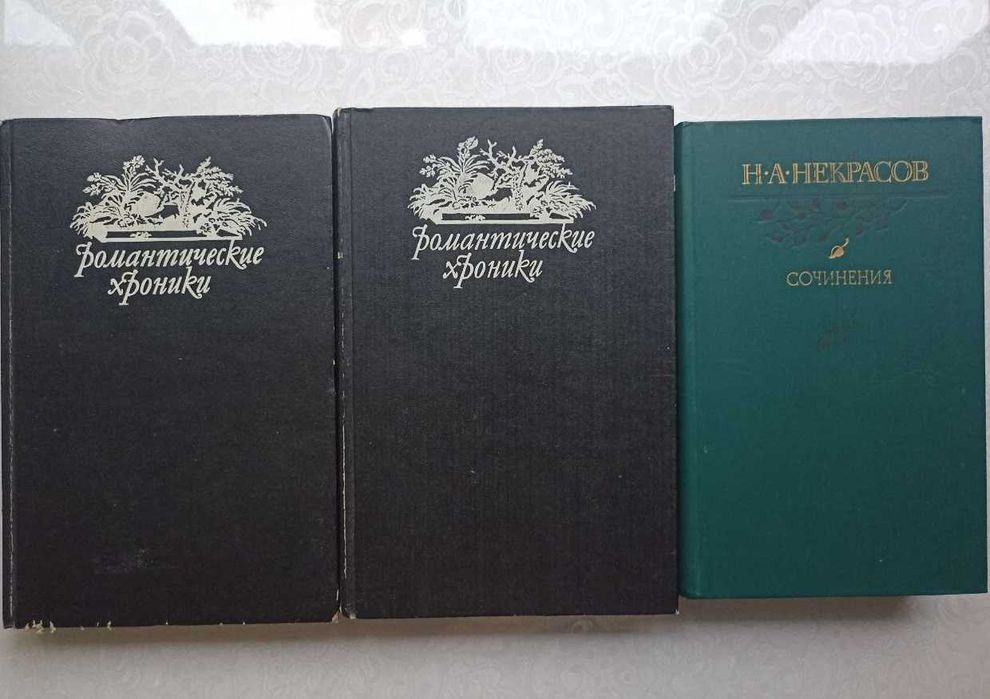 романтические
хроники
романтические
хроники
Н·А·НЕКРАСОВ
СОЧИНЕНИЯ